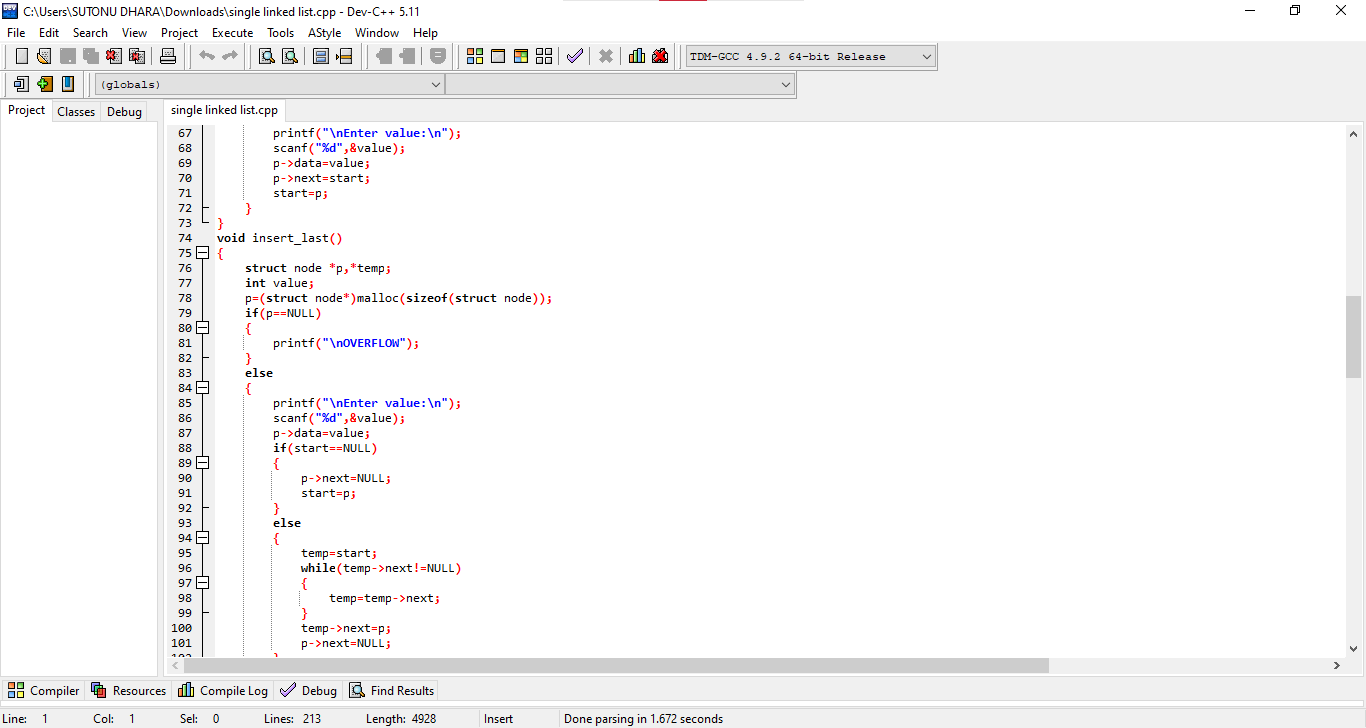 C:\Users\SUTONU DHARA\Downloads\single linked list.cpp - Dev-C++ 5.11
File Edit Search View Project Execute Tools AStyle Window Help
TDM-GCC 4.9.2 64-bit Release
(globals)
Project Classes Debug
single linked list.cpp
67 printf("\nEnter value:\n");
68 scanf("%d",&value);
69 p->data=value;
70 p->next=start;
71 start=p;
72 }
73 }
74 void insert_last()
75 {
76 struct node *p,*temp;
77 int value;
78 p=(struct node*)malloc(sizeof(struct node));
79 if(p==NULL)
80 {
81 printf("\nOVERFLOW");
82 }
83 else
84 {
85 printf("\nEnter value:\n");
86 scanf("%d",&value);
87 p->data=value;
88 if(start==NULL)
89 {
90 p->next=NULL;
91 start=p;
92 }
93 else
94 {
95 temp=start;
96 while(temp->next!=NULL)
97 {
98 temp=temp->next;
99 }
100 temp->next=p;
101 p->next=NULL;
Compiler Resources Compile Log Debug Find Results
Line: 1 Col: 1 Sel: 0 Lines: 213 Length: 4928 Insert Done parsing in 1.672 seconds